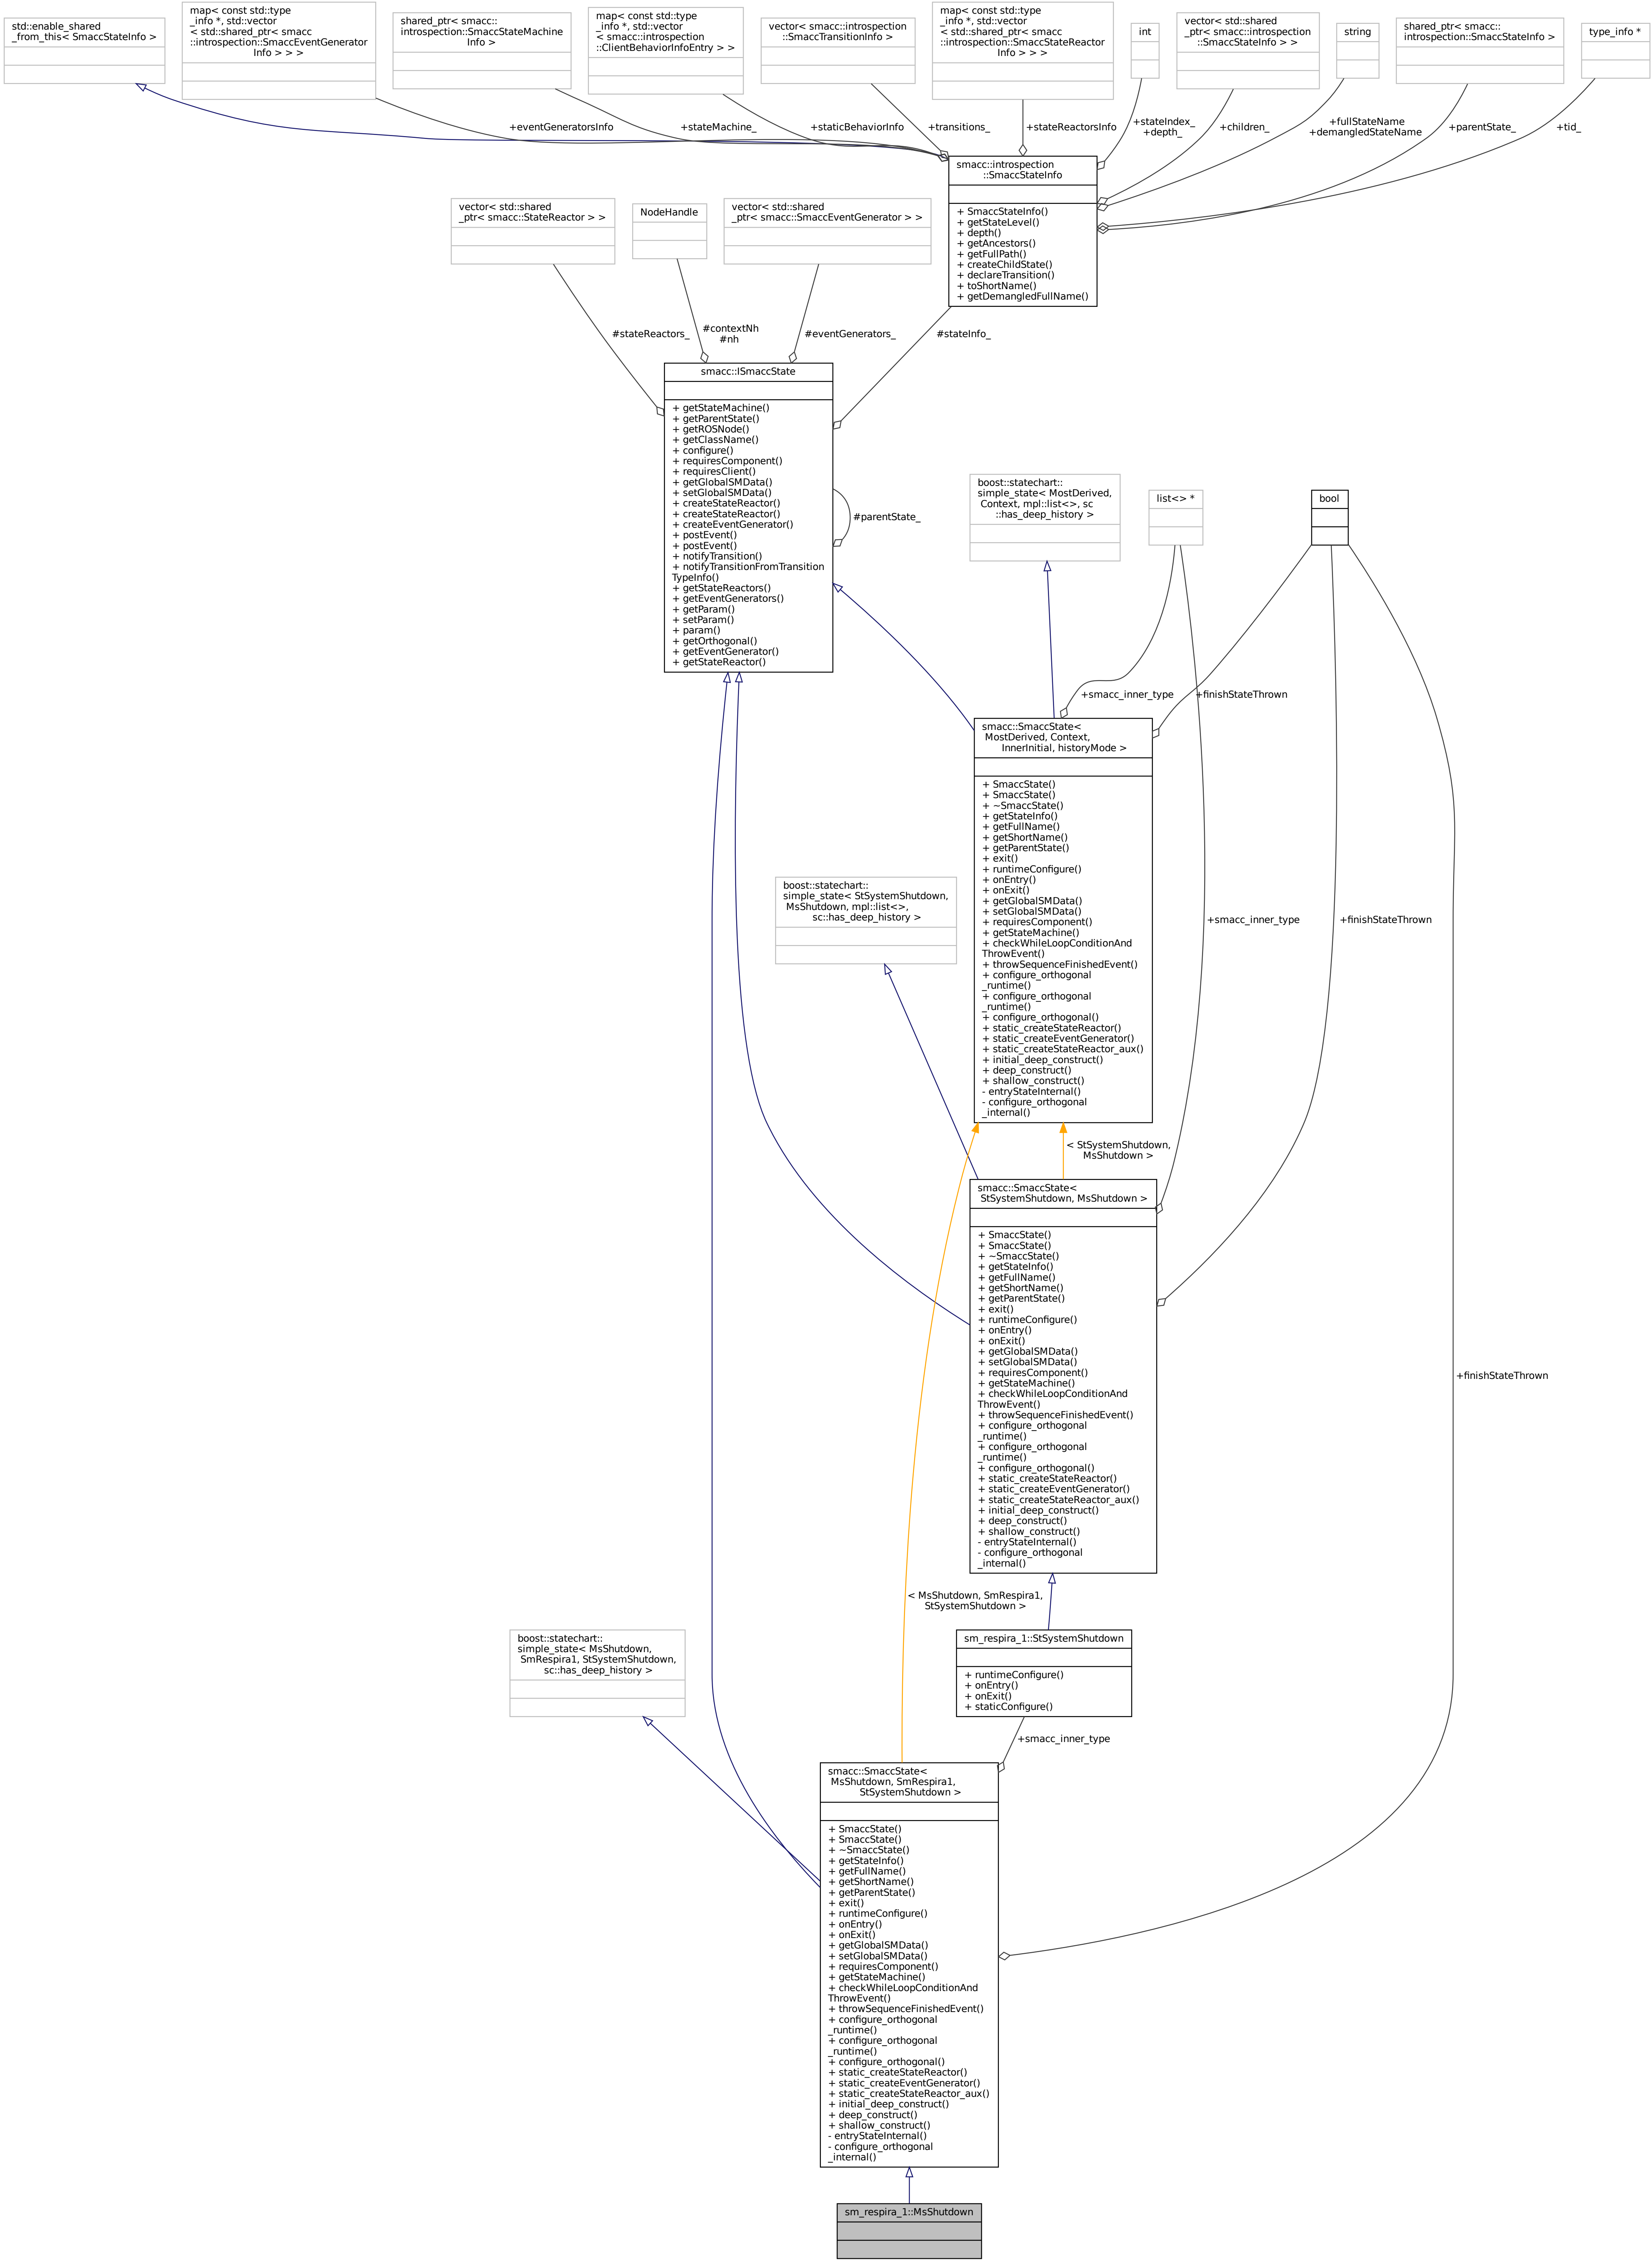 std::enable_shared
_from_this< SmaccStateInfo >
map< const std::type
_info *, std::vector
< std::shared_ptr< smacc
::introspection::SmaccEventGenerator
Info > > >
shared_ptr< smacc::
introspection::SmaccStateMachine
Info >
map< const std::type
_info *, std::vector
< smacc::introspection
::ClientBehaviorInfoEntry > >
vector< smacc::introspection
::SmaccTransitionInfo >
map< const std::type
_info *, std::vector
< std::shared_ptr< smacc
::introspection::SmaccStateReactor
Info > > >
int
vector< std::shared
_ptr< smacc::introspection
::SmaccStateInfo > >
string
shared_ptr< smacc::
introspection::SmaccStateInfo >
type_info *
+eventGeneratorsInfo
+stateMachine_
+staticBehaviorInfo
+transitions_
+stateReactorsInfo
+stateIndex_
+depth_
+children_
+fullStateName
+demangledStateName
+parentState_
+tid_
smacc::introspection
::SmaccStateInfo
+ SmaccStateInfo()
+ getStateLevel()
+ depth()
+ getAncestors()
+ getFullPath()
+ createChildState()
+ declareTransition()
+ toShortName()
+ getDemangledFullName()
vector< std::shared
_ptr< smacc::StateReactor > >
NodeHandle
vector< std::shared
_ptr< smacc::SmaccEventGenerator > >
#stateReactors_
#contextNh
#nh
#eventGenerators_
#stateInfo_
smacc::ISmaccState
+ getStateMachine()
+ getParentState()
+ getROSNode()
+ getClassName()
+ configure()
+ requiresComponent()
+ requiresClient()
+ getGlobalSMData()
+ setGlobalSMData()
+ createStateReactor()
+ createStateReactor()
+ createEventGenerator()
+ postEvent()
+ postEvent()
+ notifyTransition()
+ notifyTransitionFromTransition
TypeInfo()
+ getStateReactors()
+ getEventGenerators()
+ getParam()
+ setParam()
+ param()
+ getOrthogonal()
+ getEventGenerator()
+ getStateReactor()
#parentState_
boost::statechart::
simple_state< MostDerived,
Context, mpl::list<>, sc
::has_deep_history >
list<> *
bool
+smacc_inner_type
+finishStateThrown
smacc::SmaccState<
MostDerived, Context,
InnerInitial, historyMode >
+ SmaccState()
+ SmaccState()
+ ~SmaccState()
+ getStateInfo()
+ getFullName()
+ getShortName()
+ getParentState()
+ exit()
+ runtimeConfigure()
+ onEntry()
+ onExit()
+ getGlobalSMData()
+ setGlobalSMData()
+ requiresComponent()
+ getStateMachine()
+ checkWhileLoopConditionAnd
ThrowEvent()
+ throwSequenceFinishedEvent()
+ configure_orthogonal
_runtime()
+ configure_orthogonal
_runtime()
+ configure_orthogonal()
+ static_createStateReactor()
+ static_createEventGenerator()
+ static_createStateReactor_aux()
+ initial_deep_construct()
+ deep_construct()
+ shallow_construct()
- entryStateInternal()
- configure_orthogonal
_internal()
boost::statechart::
simple_state< StSystemShutdown,
MsShutdown, mpl::list<>,
sc::has_deep_history >
+smacc_inner_type
+finishStateThrown
< StSystemShutdown,
MsShutdown >
smacc::SmaccState<
StSystemShutdown, MsShutdown >
+ SmaccState()
+ SmaccState()
+ ~SmaccState()
+ getStateInfo()
+ getFullName()
+ getShortName()
+ getParentState()
+ exit()
+ runtimeConfigure()
+ onEntry()
+ onExit()
+ getGlobalSMData()
+ setGlobalSMData()
+ requiresComponent()
+ getStateMachine()
+ checkWhileLoopConditionAnd
ThrowEvent()
+ throwSequenceFinishedEvent()
+ configure_orthogonal
_runtime()
+ configure_orthogonal
_runtime()
+ configure_orthogonal()
+ static_createStateReactor()
+ static_createEventGenerator()
+ static_createStateReactor_aux()
+ initial_deep_construct()
+ deep_construct()
+ shallow_construct()
- entryStateInternal()
- configure_orthogonal
_internal()
+finishStateThrown
< MsShutdown, SmRespira1,
StSystemShutdown >
boost::statechart::
simple_state< MsShutdown,
SmRespira1, StSystemShutdown,
sc::has_deep_history >
sm_respira_1::StSystemShutdown
+ runtimeConfigure()
+ onEntry()
+ onExit()
+ staticConfigure()
+smacc_inner_type
smacc::SmaccState<
MsShutdown, SmRespira1,
StSystemShutdown >
+ SmaccState()
+ SmaccState()
+ ~SmaccState()
+ getStateInfo()
+ getFullName()
+ getShortName()
+ getParentState()
+ exit()
+ runtimeConfigure()
+ onEntry()
+ onExit()
+ getGlobalSMData()
+ setGlobalSMData()
+ requiresComponent()
+ getStateMachine()
+ checkWhileLoopConditionAnd
ThrowEvent()
+ throwSequenceFinishedEvent()
+ configure_orthogonal
_runtime()
+ configure_orthogonal
_runtime()
+ configure_orthogonal()
+ static_createStateReactor()
+ static_createEventGenerator()
+ static_createStateReactor_aux()
+ initial_deep_construct()
+ deep_construct()
+ shallow_construct()
- entryStateInternal()
- configure_orthogonal
_internal()
sm_respira_1::MsShutdown